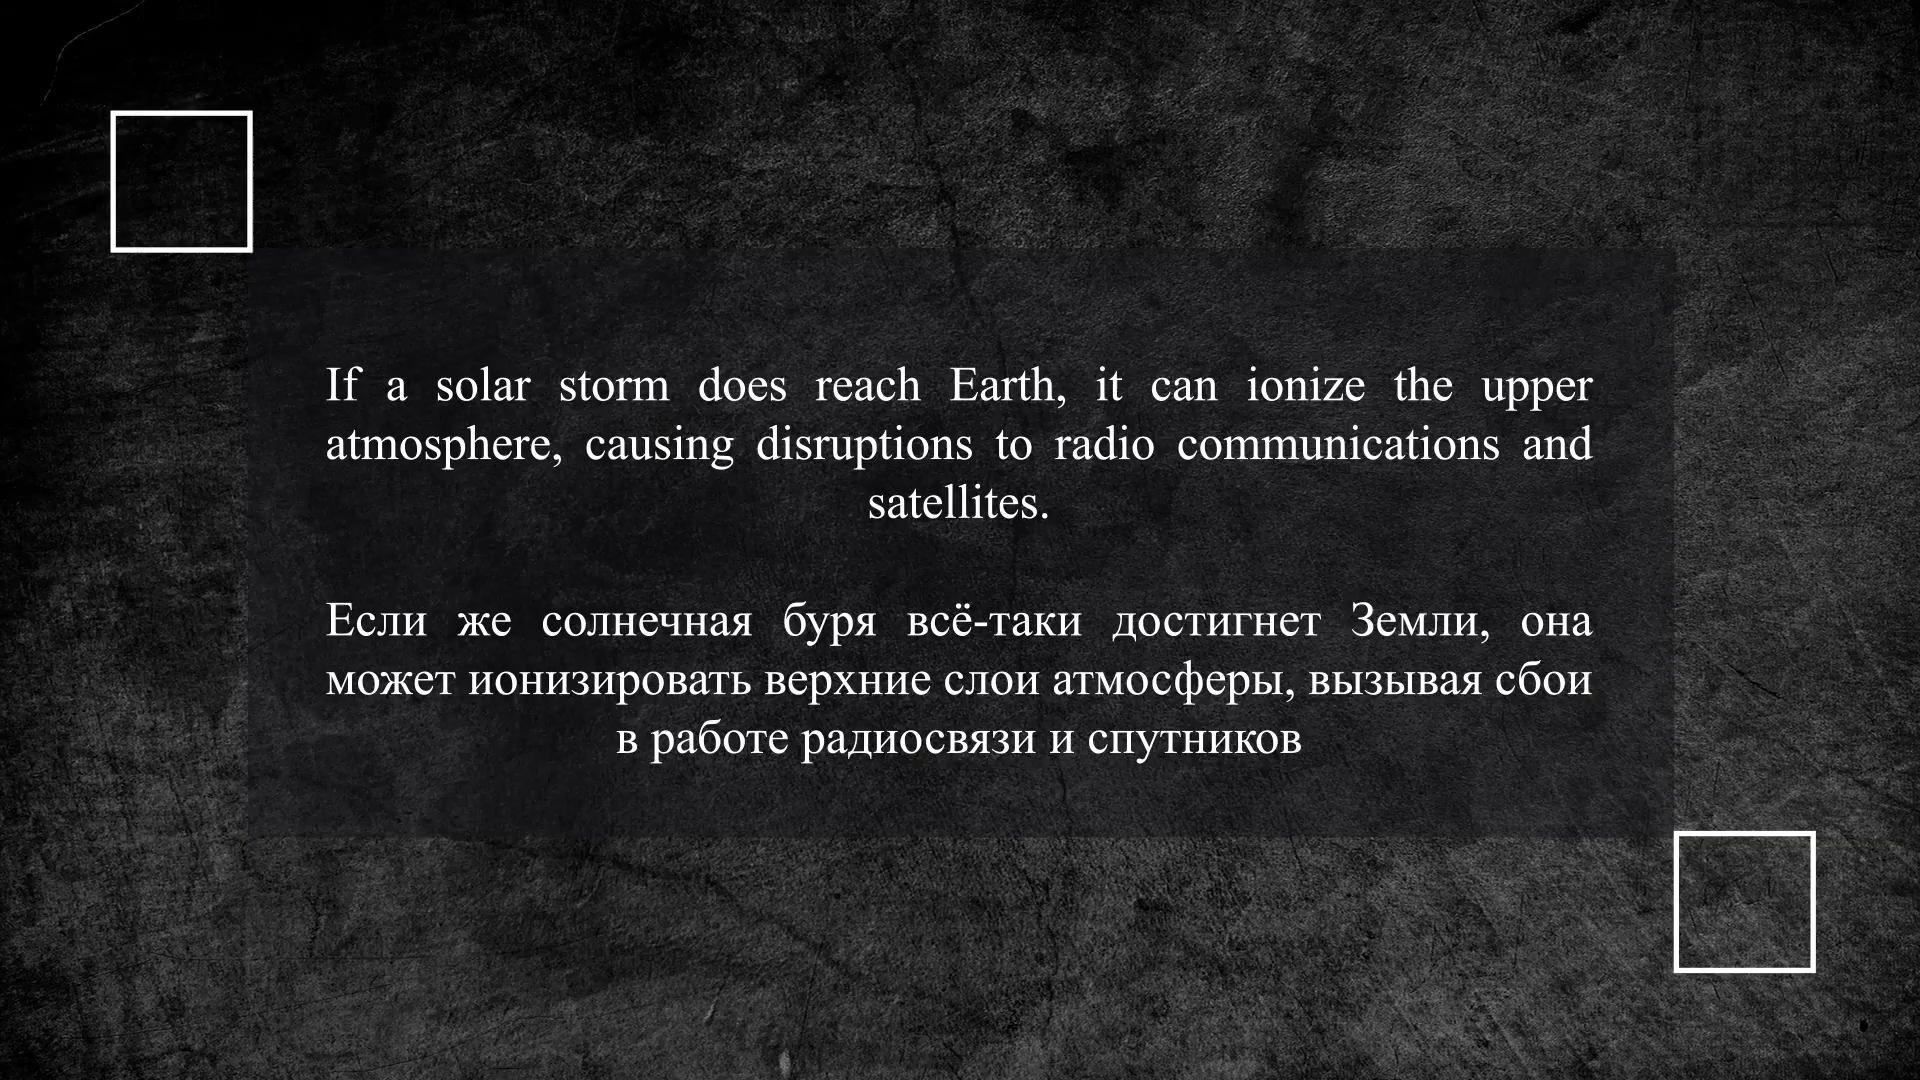 If a solar storm does reach Earth, it can ionize the upper
atmosphere, causing disruptions to radio communications and
satellites.
Если же солнечная буря всё-таки достигнет Земли, она
может ионизировать верхние слои атмосферы, вызывая сбои
в работе радиосвязи и спутников